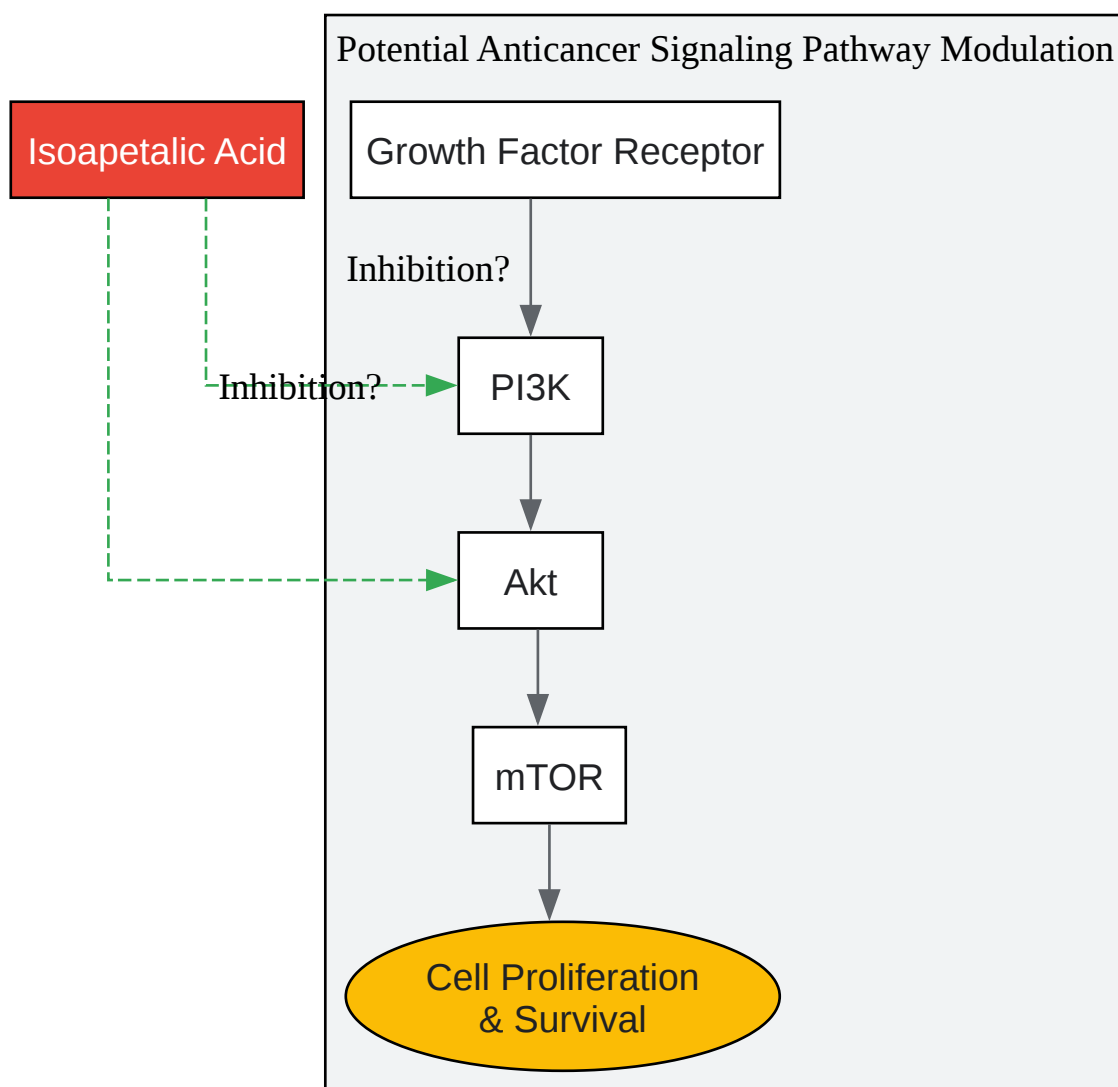 Potential Anticancer Signaling Pathway Modulation
Isoapetalic Acid
Growth Factor Receptor
Inhibition?
Inhibition?
PI3K
Akt
mTOR
Cell Proliferation
& Survival